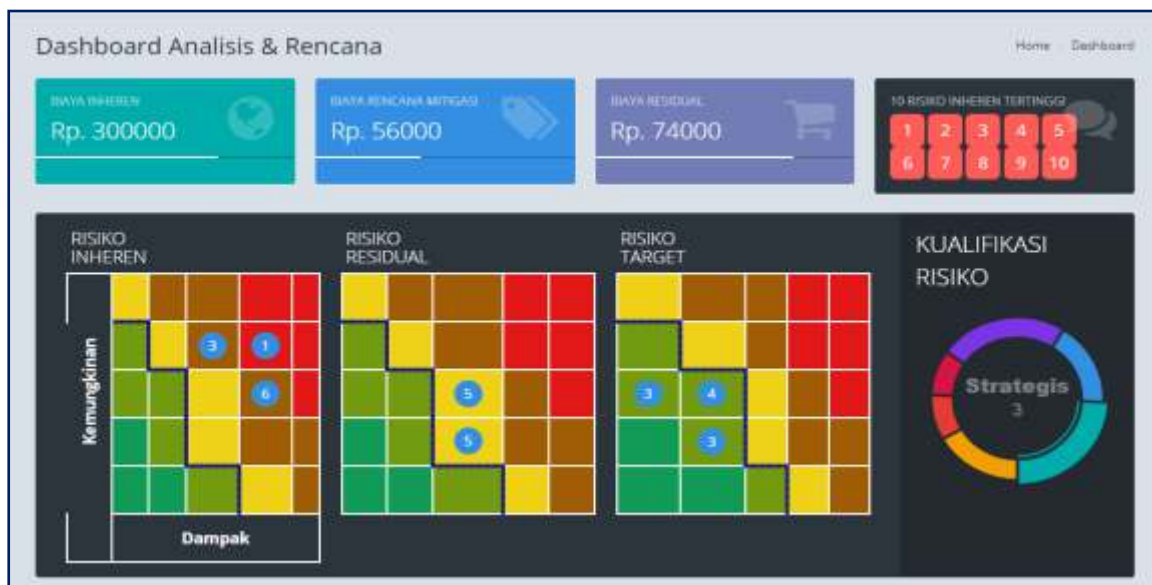 Dashboard Analisis & Rencana
Home Dashboard
BIAYA INHEREN
Rp. 300000
BIAYA RENCANA MITIGASI
Rp. 56000
BIAYA RESIDUAL
Rp. 74000
10 RISIKO INHEREN TERTINGGI
1 2 3 4 5
6 7 8 9 10
RISIKO
INHEREN
Kemungkinan
3 1
6
Dampak
RISIKO
RESIDUAL
5
5
RISIKO
TARGET
3 4
3
KUALIFIKASI
RISIKO
Strategis
3